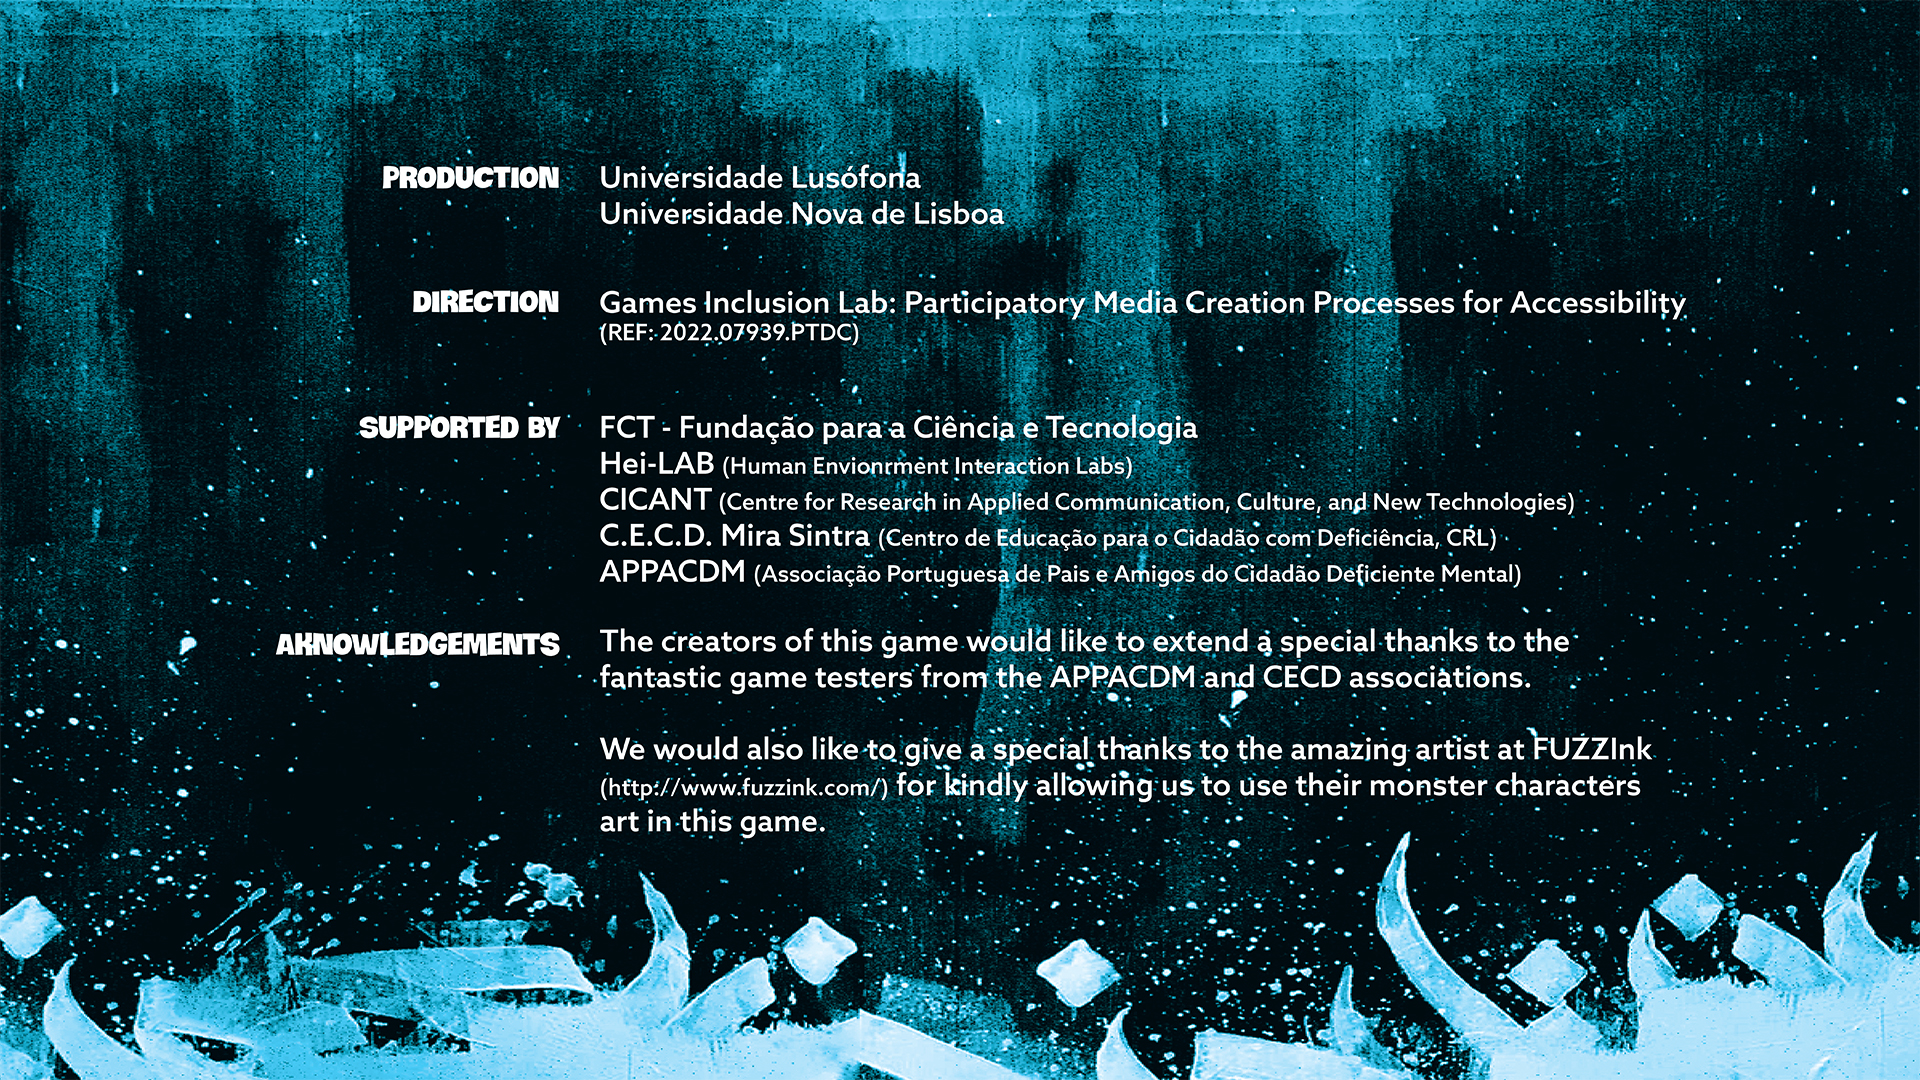 PRODUCTION Universidade Lusófona
Universidade Nova de Lisboa
DIRECTION Games Inclusion Lab: Participatory Media Creation Processes for Accessibility
(REF: 2022.07939.PTDC)
SUPPORTED BY FCT - Fundação para a Ciência e Tecnologia
Hei-LAB (Human Envionrment Interaction Labs)
CICANT (Centre for Research in Applied Communication, Culture, and New Technologies)
C.E.C.D. Mira Sintra (Centro de Educação para o Cidadão com Deficiência, CRL)
APPACDM (Associação Portuguesa de Pais e Amigos do Cidadão Deficiente Mental)
AKNOWLEDGEMENTS The creators of this game would like to extend a special thanks to the
fantastic game testers from the APPACDM and CECD associations.
We would also like to give a special thanks to the amazing artist at FUZZInk
(http://www.fuzzink.com/) for kindly allowing us to use their monster characters
art in this game.